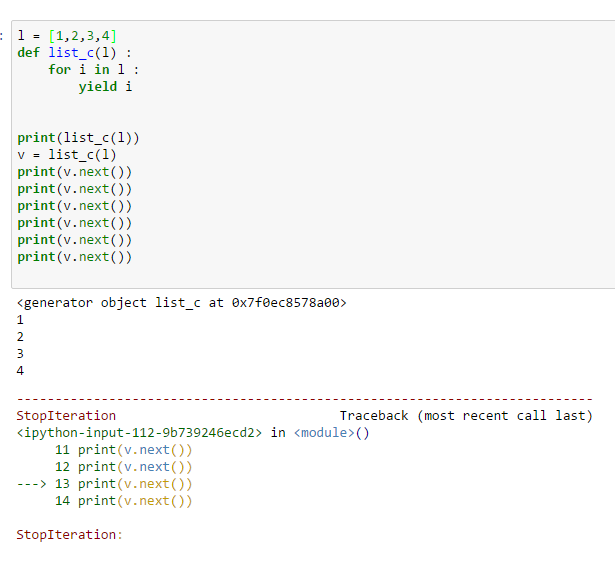 :
l = [1,2,3,4]
def list_c(l) :
    for i in l :
        yield i
print(list_c(l))
v = list_c(l)
print(v.next())
print(v.next())
print(v.next())
print(v.next())
print(v.next())
print(v.next())
<generator object list_c at 0x7f0ec8578a00>
1
2
3
4
---------------------------------------------------------------------------
StopIteration                             Traceback (most recent call last)
<ipython-input-112-9b739246ecd2> in <module>()
     11 print(v.next())
     12 print(v.next())
---> 13 print(v.next())
     14 print(v.next())
StopIteration: